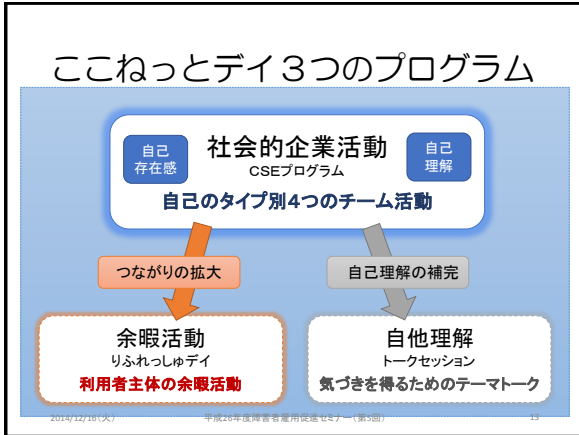 ここねっとデイ３つのプログラム
自己
存在感
社会的企業活動
CSEプログラム
自己
理解
自己のタイプ別4つのチーム活動
つながりの拡大
自己理解の補完
余暇活動
りふれっしゅデイ
利用者主体の余暇活動
自他理解
トークセッション
気づきを得るためのテーマトーク
2014/12/16(火)
平成26年度障害者雇用促進セミナー（第5回）
13